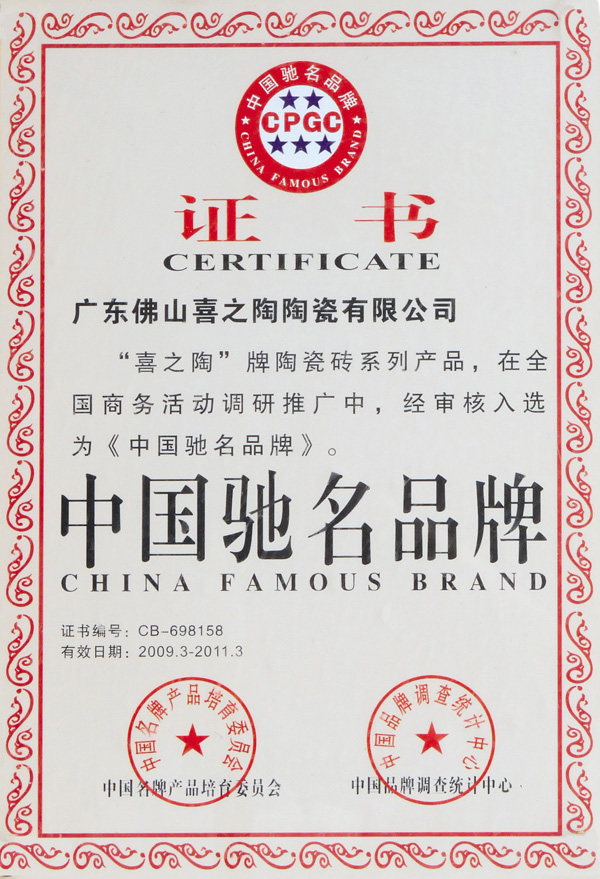 中国驰名品牌
CPGC
CHINA FAMOUS BRAND
证 书
CERTIFICATE
广东佛山喜之陶陶瓷有限公司
“喜之陶”牌陶瓷砖系列产品，在全
国商务活动调研推广中，经审核入选
为《中国驰名品牌》。
中国驰名品牌
CHINA FAMOUS BRAND
证书编号：CB-698158
有效日期：2009.3-2011.3
中国名牌产品培育委员会
中国品牌调查统计中心
中国名牌产品培育委员会
中国品牌调查统计中心